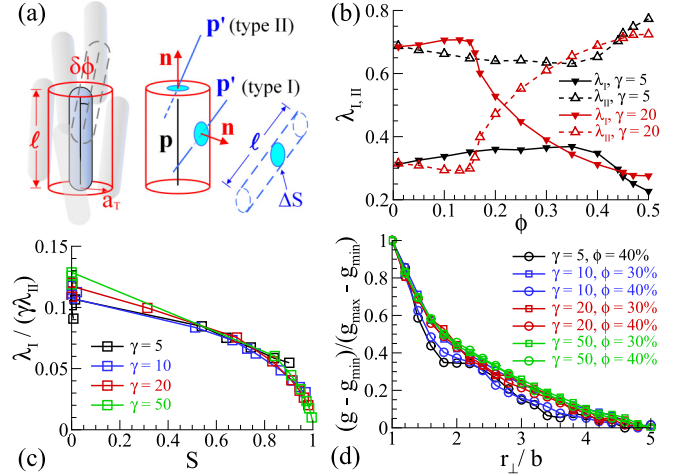 (a)
δϕ
ℓ
a_T
p' (type II)
n
p' (type I)
p
n
ℓ
ΔS
(b)
0.8
0.6
0.4
0.2
λ_I,II
0 0.1 0.2 0.3 0.4 0.5
ϕ
λ_I, γ = 5
λ_II, γ = 5
λ_I, γ = 20
λ_II, γ = 20
(c)
0.15
0.1
0.05
0
λ_I / (γλ_II)
0 0.2 0.4 0.6 0.8 1
S
γ = 5
γ = 10
γ = 20
γ = 50
(d)
1.0
0.8
0.6
0.4
0.2
0.0
(g - g_min)/(g_max - g_min)
1 2 3 4 5
r_⊥ / b
γ = 5, ϕ = 40%
γ = 10, ϕ = 30%
γ = 10, ϕ = 40%
γ = 20, ϕ = 30%
γ = 20, ϕ = 40%
γ = 50, ϕ = 30%
γ = 50, ϕ = 40%